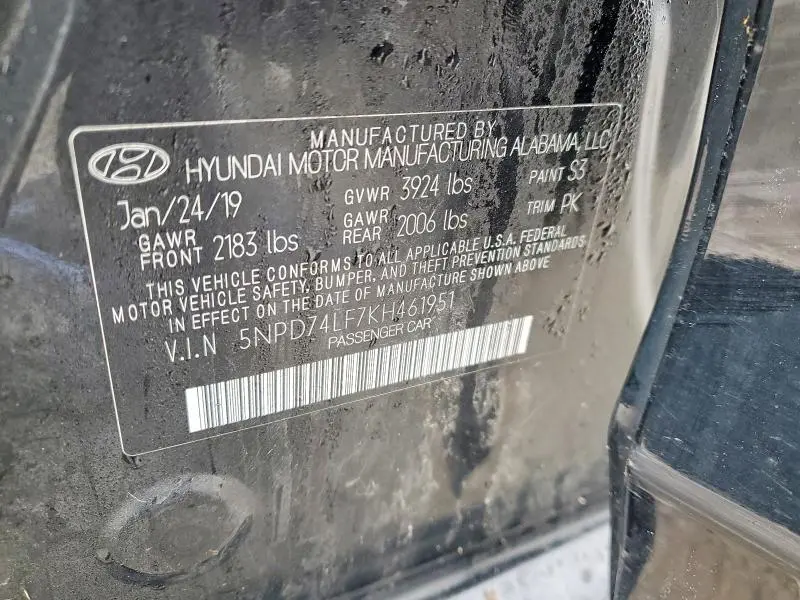 MANUFACTURED BY
HYUNDAI MOTOR MANUFACTURING ALABAMA, LLC
Jan/24/19 GVWR 3924 lbs PAINT S3
GAWR FRONT 2183 lbs GAWR REAR 2006 lbs TRIM PK
THIS VEHICLE CONFORMS TO ALL APPLICABLE U.S.A. FEDERAL
MOTOR VEHICLE SAFETY, BUMPER, AND THEFT PREVENTION STANDARDS
IN EFFECT ON THE DATE OF MANUFACTURE SHOWN ABOVE
V.I.N 5NPD74LF7KH461951
PASSENGER CAR